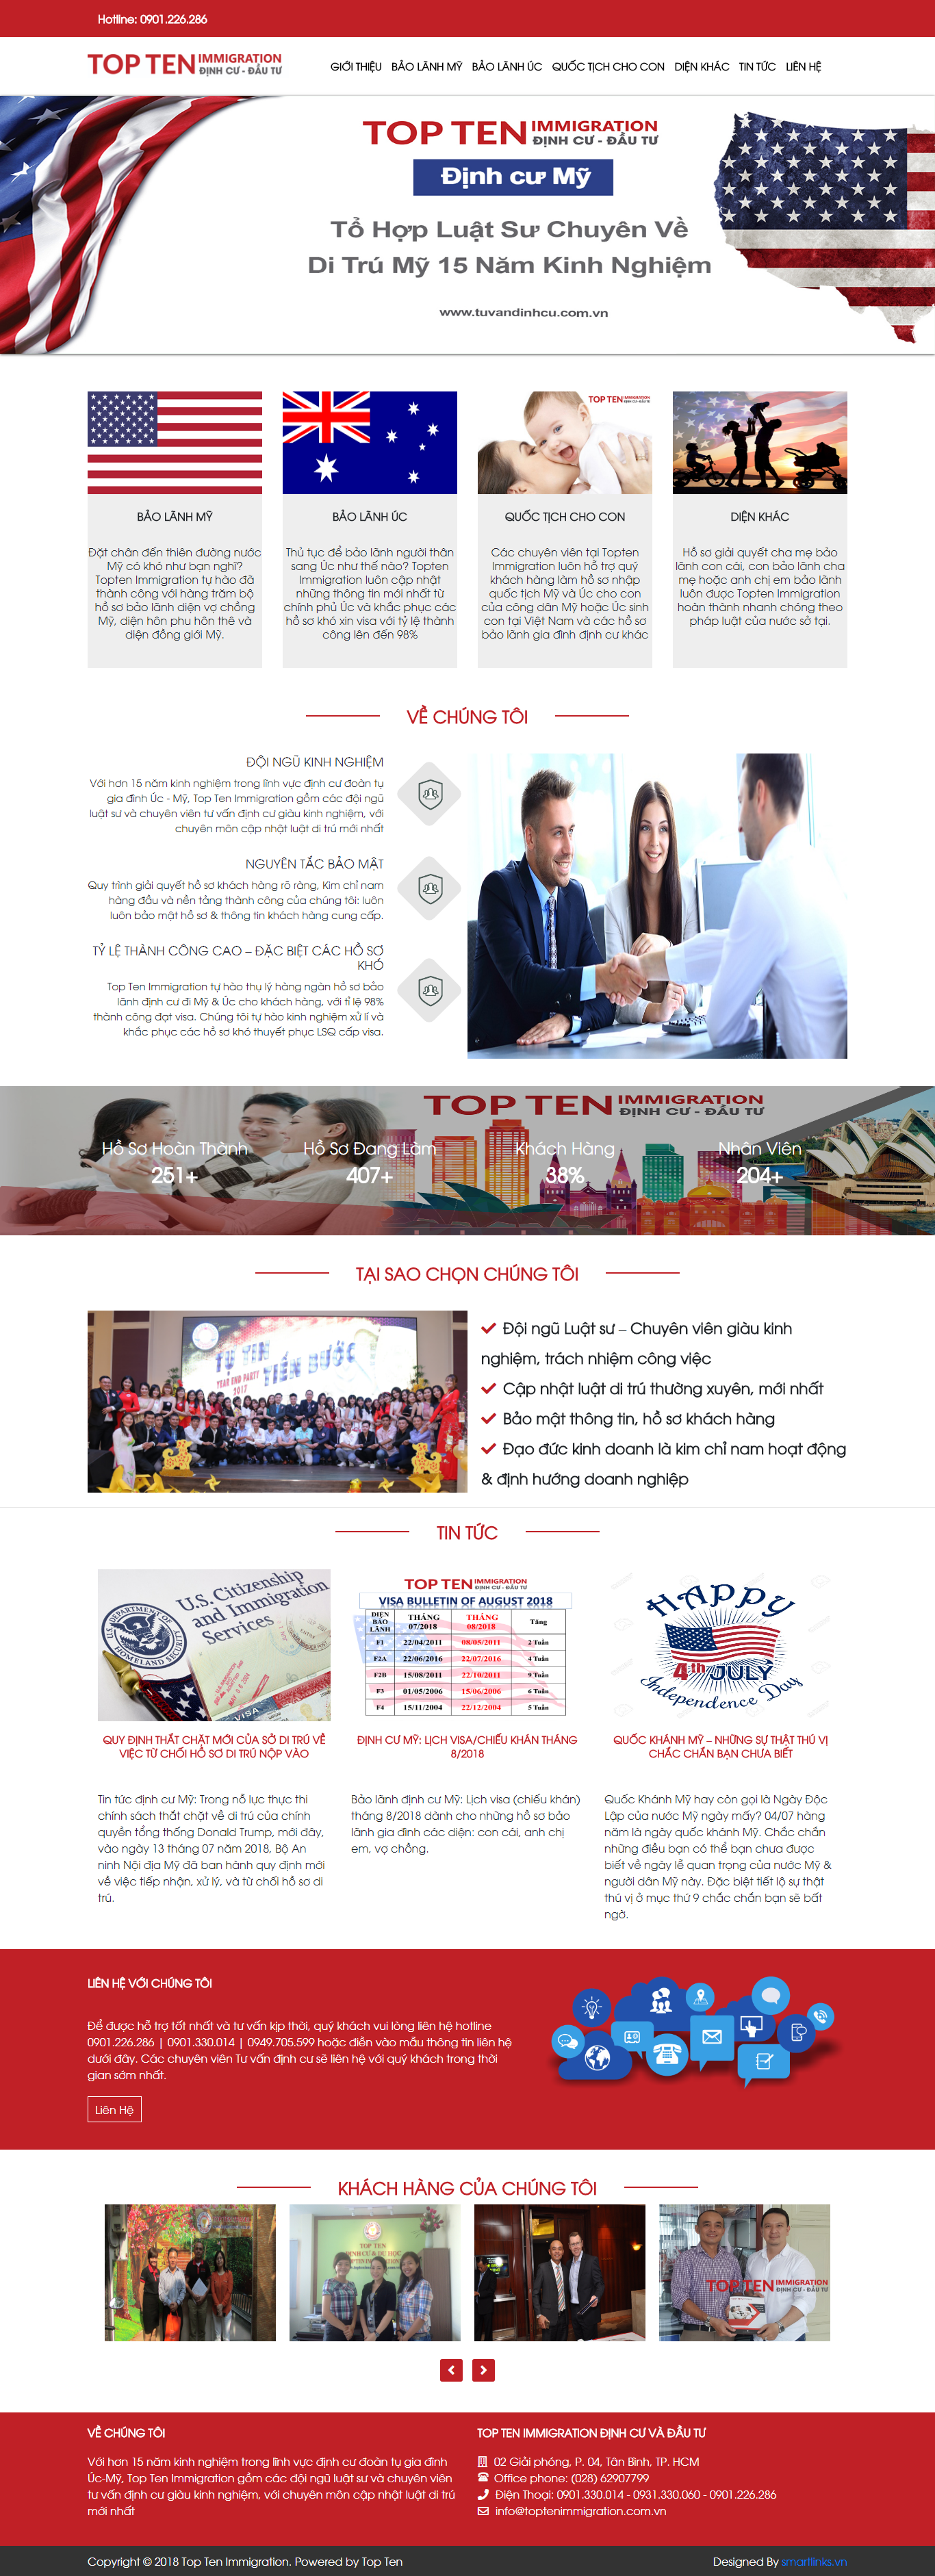 Hotline: 0901.226.286
TOP TEN IMMIGRATION
ĐỊNH CƯ - ĐẦU TƯ
GIỚI THIỆU BẢO LÃNH MỸ BẢO LÃNH ÚC QUỐC TỊCH CHO CON DIỆN KHÁC TIN TỨC LIÊN HỆ
TOP TEN IMMIGRATION
ĐỊNH CƯ - ĐẦU TƯ
Định cư Mỹ
Tổ Hợp Luật Sư Chuyên Về
Di Trú Mỹ 15 Năm Kinh Nghiệm
www.tuvandinhcu.com.vn
TOP TEN IMMIGRATION
ĐỊNH CƯ - ĐẦU TƯ
BẢO LÃNH MỸ
Đặt chân đến thiên đường nước
Mỹ có khó như bạn nghĩ?
Topten Immigration tự hào đã
thành công với hàng trăm bộ
hồ sơ bảo lãnh diện vợ chồng
Mỹ, diện hôn phu hôn thê và
diện đồng giới Mỹ.
BẢO LÃNH ÚC
Thủ tục để bảo lãnh người thân
sang Úc như thế nào? Topten
Immigration luôn cập nhật
những thông tin mới nhất từ
chính phủ Úc và khắc phục các
hồ sơ khó xin visa với tỷ lệ thành
công lên đến 98%
QUỐC TỊCH CHO CON
Các chuyên viên tại Topten
Immigration luôn hỗ trợ quý
khách hàng làm hồ sơ nhập
quốc tịch Mỹ và Úc cho con
của công dân Mỹ hoặc Úc sinh
con tại Việt Nam và các hồ sơ
bảo lãnh gia đình định cư khác
DIỆN KHÁC
Hồ sơ giải quyết cha mẹ bảo
lãnh con cái, con bảo lãnh cha
mẹ hoặc anh chị em bảo lãnh
luôn được Topten Immigration
hoàn thành nhanh chóng theo
pháp luật của nước sở tại.
VỀ CHÚNG TÔI
ĐỘI NGŨ KINH NGHIỆM
Với hơn 15 năm kinh nghiệm trong lĩnh vực định cư đoàn tụ
gia đình Úc - Mỹ, Top Ten Immigration gồm các đội ngũ
luật sư và chuyên viên tư vấn định cư giàu kinh nghiệm, với
chuyên môn cập nhật luật di trú mới nhất
NGUYÊN TẮC BẢO MẬT
Quy trình giải quyết hồ sơ khách hàng rõ ràng, Kim chỉ nam
hàng đầu và nền tảng thành công của chúng tôi: luôn
luôn bảo mật hồ sơ & thông tin khách hàng cung cấp.
TỶ LỆ THÀNH CÔNG CAO – ĐẶC BIỆT CÁC HỒ SƠ
KHÓ
Top Ten Immigration tự hào thụ lý hàng ngàn hồ sơ bảo
lãnh định cư đi Mỹ & Úc cho khách hàng, với tỉ lệ 98%
thành công đạt visa. Chúng tôi tự hào kinh nghiệm xử lí và
khắc phục các hồ sơ khó thuyết phục LSQ cấp visa.
TOP TEN IMMIGRATION
ĐỊNH CƯ - ĐẦU TƯ
Hồ Sơ Hoàn Thành
251+
Hồ Sơ Đang Làm
407+
Khách Hàng
38%
Nhân Viên
204+
TẠI SAO CHỌN CHÚNG TÔI
YEAR END PARTY
2017
Đội ngũ Luật sư – Chuyên viên giàu kinh
nghiệm, trách nhiệm công việc
Cập nhật luật di trú thường xuyên, mới nhất
Bảo mật thông tin, hồ sơ khách hàng
Đạo đức kinh doanh là kim chỉ nam hoạt động
& định hướng doanh nghiệp
TIN TỨC
U.S. Citizenship
and Immigration
Services
VISA
TOP TEN IMMIGRATION
ĐỊNH CƯ - ĐẦU TƯ
VISA BULLETIN OF AUGUST 2018
DIỆN BẢO LÃNH THÁNG 07/2018 THÁNG 08/2018 Tăng
F1 22/04/2011 08/05/2011 2 Tuần
F2A 22/06/2016 22/07/2016 4 Tuần
F2B 15/08/2011 22/10/2011 9 Tuần
F3 01/05/2006 15/06/2006 6 Tuần
F4 15/11/2004 22/12/2004 5 Tuần
HAPPY
4th JULY
Independence Day
QUY ĐỊNH THẮT CHẶT MỚI CỦA SỞ DI TRÚ VỀ
VIỆC TỪ CHỐI HỒ SƠ DI TRÚ NỘP VÀO
Tin tức định cư Mỹ: Trong nỗ lực thực thi
chính sách thắt chặt về di trú của chính
quyền tổng thống Donald Trump, mới đây,
vào ngày 13 tháng 07 năm 2018, Bộ An
ninh Nội địa Mỹ đã ban hành quy định mới
về việc tiếp nhận, xử lý, và từ chối hồ sơ di
trú.
ĐỊNH CƯ MỸ: LỊCH VISA/CHIẾU KHÁN THÁNG
8/2018
Bảo lãnh định cư Mỹ: Lịch visa (chiếu khán)
tháng 8/2018 dành cho những hồ sơ bảo
lãnh gia đình các diện: con cái, anh chị
em, vợ chồng.
QUỐC KHÁNH MỸ – NHỮNG SỰ THẬT THÚ VỊ
CHẮC CHẮN BẠN CHƯA BIẾT
Quốc Khánh Mỹ hay còn gọi là Ngày Độc
Lập của nước Mỹ ngày mấy? 04/07 hàng
năm là ngày quốc khánh Mỹ. Chắc chắn
những điều bạn có thể bạn chưa được
biết về ngày lễ quan trọng của nước Mỹ &
người dân Mỹ này. Đặc biệt tiết lộ sự thật
thú vị ở mục thứ 9 chắc chắn bạn sẽ bất
ngờ.
LIÊN HỆ VỚI CHÚNG TÔI
Để được hỗ trợ tốt nhất và tư vấn kịp thời, quý khách vui lòng liên hệ hotline
0901.226.286 | 0901.330.014 | 0949.705.599 hoặc điền vào mẫu thông tin liên hệ
dưới đây. Các chuyên viên Tư vấn định cư sẽ liên hệ với quý khách trong thời
gian sớm nhất.
Liên Hệ
KHÁCH HÀNG CỦA CHÚNG TÔI
TOP TEN
TOP TEN IMMIGRATION
ĐỊNH CƯ - ĐẦU TƯ
VỀ CHÚNG TÔI
Với hơn 15 năm kinh nghiệm trong lĩnh vực định cư đoàn tụ gia đình
Úc-Mỹ, Top Ten Immigration gồm các đội ngũ luật sư và chuyên viên
tư vấn định cư giàu kinh nghiệm, với chuyên môn cập nhật luật di trú
mới nhất
TOP TEN IMMIGRATION ĐỊNH CƯ VÀ ĐẦU TƯ
02 Giải phóng, P. 04, Tân Bình, TP. HCM
Office phone: (028) 62907799
Điện Thoại: 0901.330.014 - 0931.330.060 - 0901.226.286
info@toptenimmigration.com.vn
Copyright © 2018 Top Ten Immigration. Powered by Top Ten
Designed By smartlinks.vn